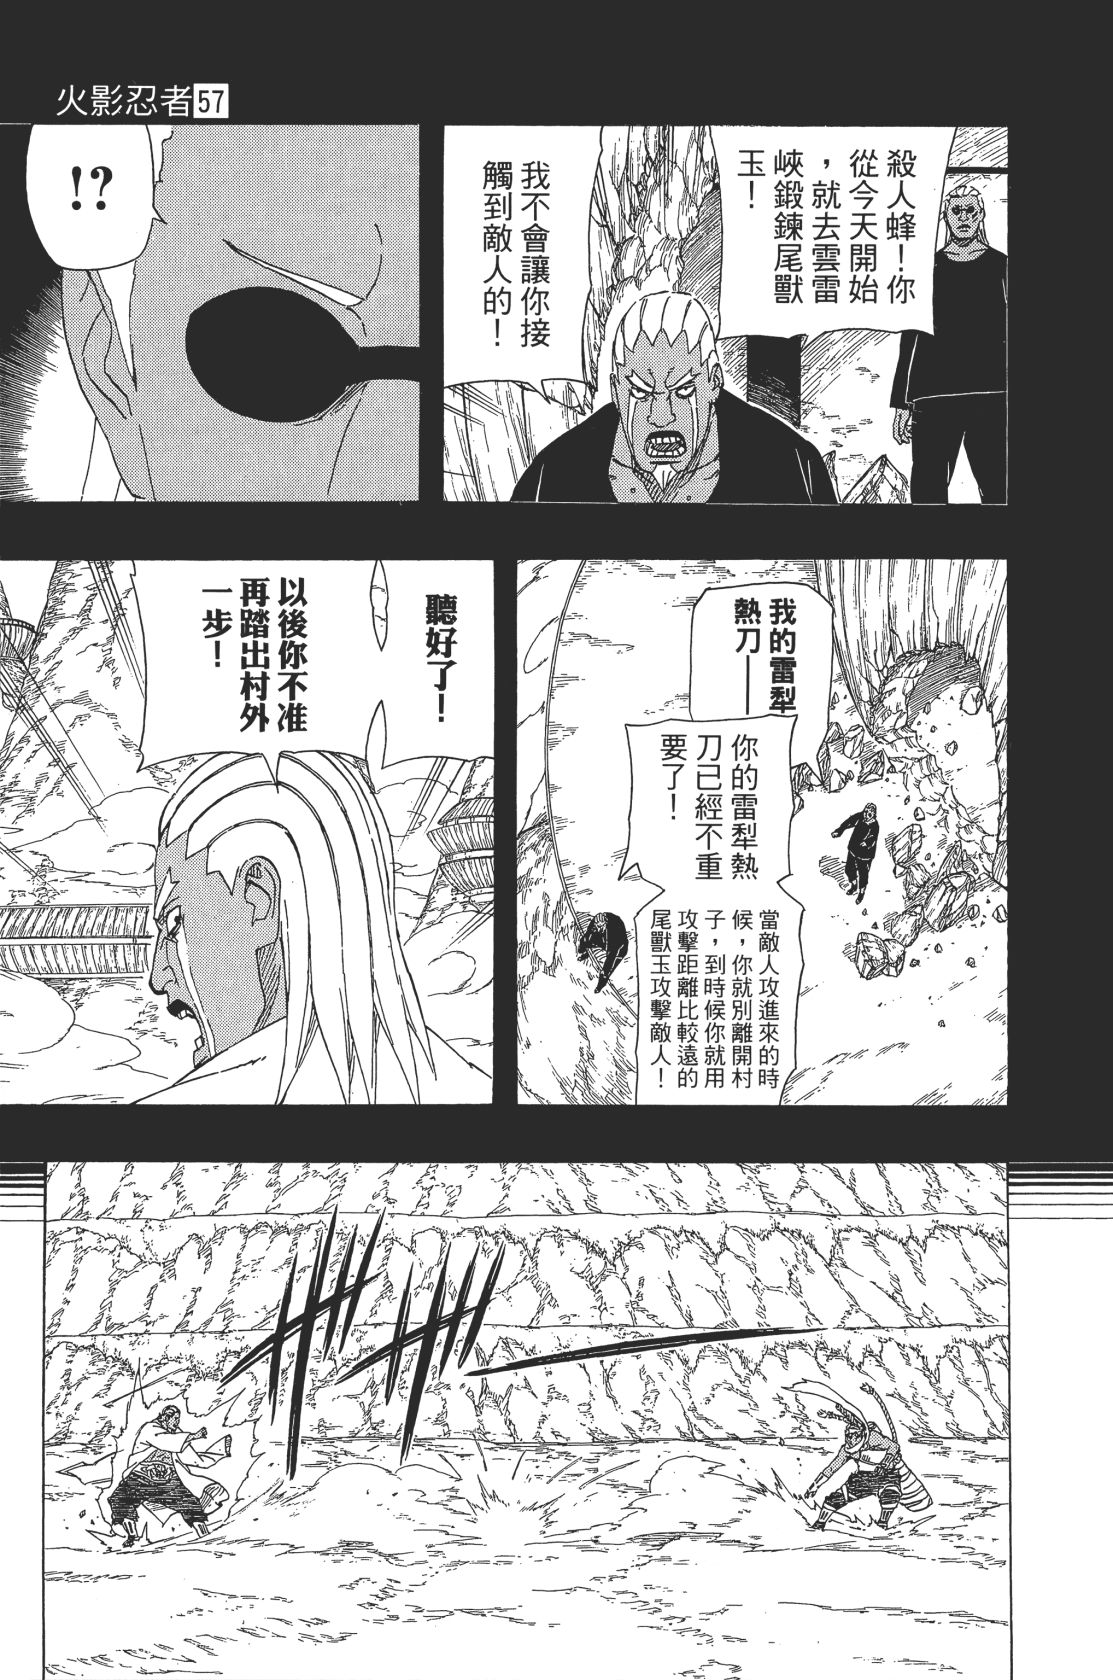 火影忍者57
殺人蜂！你
從今天開始
，就去雲雷
峽鍛鍊尾獸
玉！
我不會讓你接
觸到敵人的！
!?
我的雷犁
熱刀——
你的雷犁熱
刀已經不重
要了！
當敵人攻進來的時
候，你就別離開村
子，到時候你就用
攻擊距離比較遠的
尾獸玉攻擊敵人！
聽好了！
以後你不准
再踏出村外
一步！
ガガ